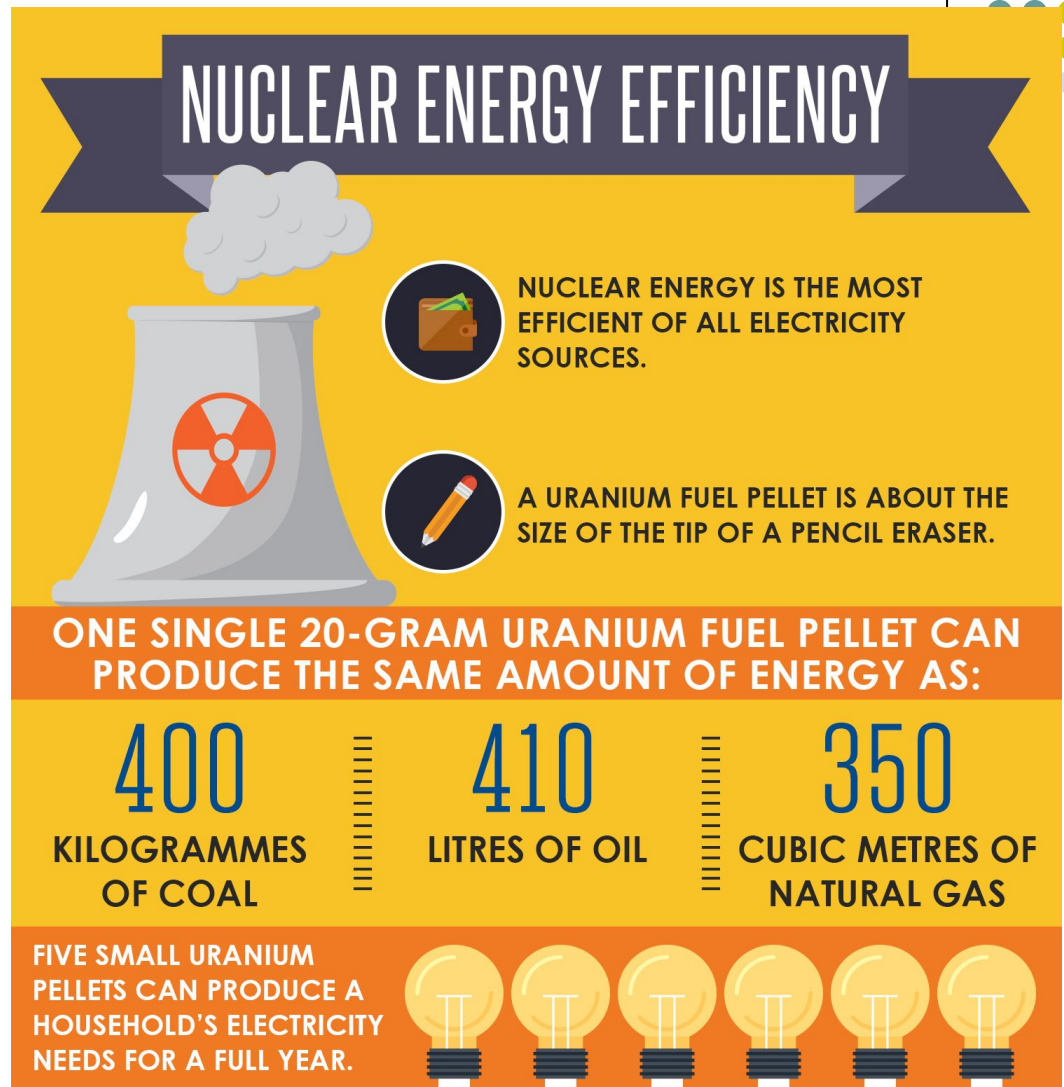 NUCLEAR ENERGY EFFICIENCY
NUCLEAR ENERGY IS THE MOST
EFFICIENT OF ALL ELECTRICITY
SOURCES.
A URANIUM FUEL PELLET IS ABOUT THE
SIZE OF THE TIP OF A PENCIL ERASER.
ONE SINGLE 20-GRAM URANIUM FUEL PELLET CAN
PRODUCE THE SAME AMOUNT OF ENERGY AS:
400
KILOGRAMMES
OF COAL
410
LITRES OF OIL
350
CUBIC METRES OF
NATURAL GAS
FIVE SMALL URANIUM
PELLETS CAN PRODUCE A
HOUSEHOLD'S ELECTRICITY
NEEDS FOR A FULL YEAR.